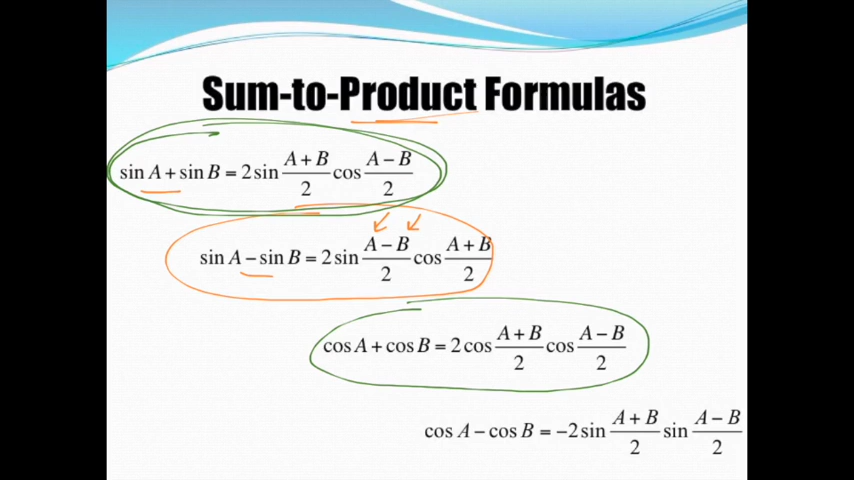 Sum-to-Product Formulas
sin A + sin B = 2 sin (A + B)/2 cos (A − B)/2
sin A − sin B = 2 sin (A − B)/2 cos (A + B)/2
cos A + cos B = 2 cos (A + B)/2 cos (A − B)/2
cos A − cos B = −2 sin (A + B)/2 sin (A − B)/2